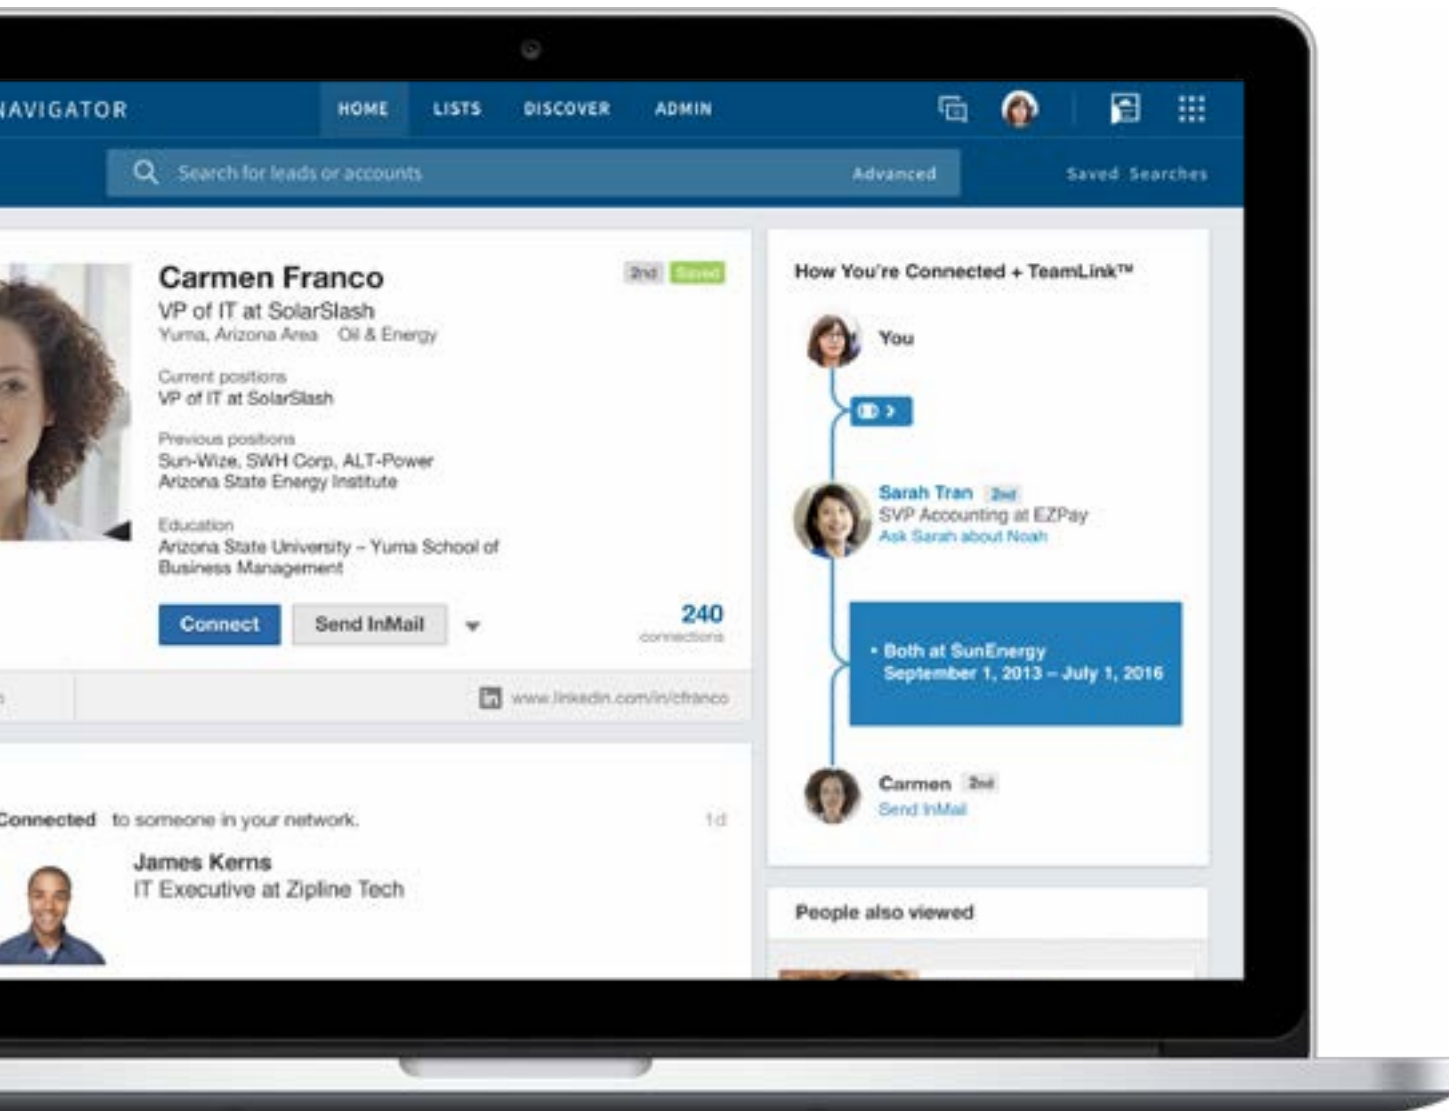 NAVIGATOR
HOME LISTS DISCOVER ADMIN
Search for leads or accounts
Advanced
Saved Searches
Carmen Franco
2nd Saved
VP of IT at SolarSlash
Yuma, Arizona Area Oil & Energy
Current positions
VP of IT at SolarSlash
Previous positions
Sun-Wize, SWH Corp, ALT-Power
Arizona State Energy Institute
Education
Arizona State University – Yuma School of
Business Management
Connect Send InMail
240
connections
www.linkedin.com/in/cfranco
Connected to someone in your network.
1d
James Kerns
IT Executive at Zipline Tech
How You're Connected + TeamLink™
You
Sarah Tran 2nd
SVP Accounting at EZPay
Ask Sarah about Noah
• Both at SunEnergy
September 1, 2013 – July 1, 2016
Carmen 2nd
Send InMail
People also viewed